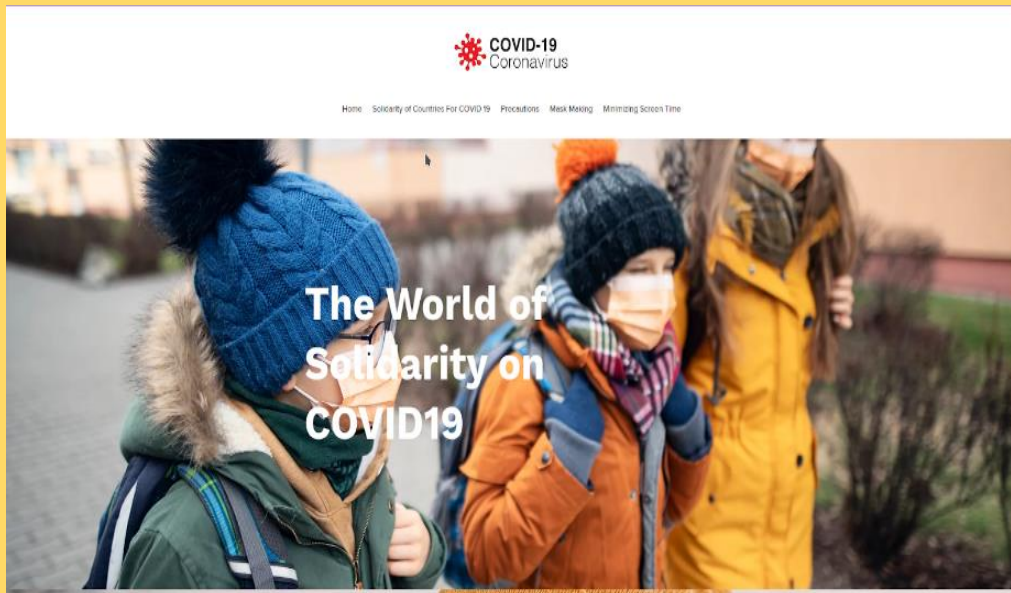 COVID-19
Coronavirus
Home Solidarity of Countries For COVID 19 Precautions Mask Making Minimizing Screen Time
The World of
Solidarity on
COVID19